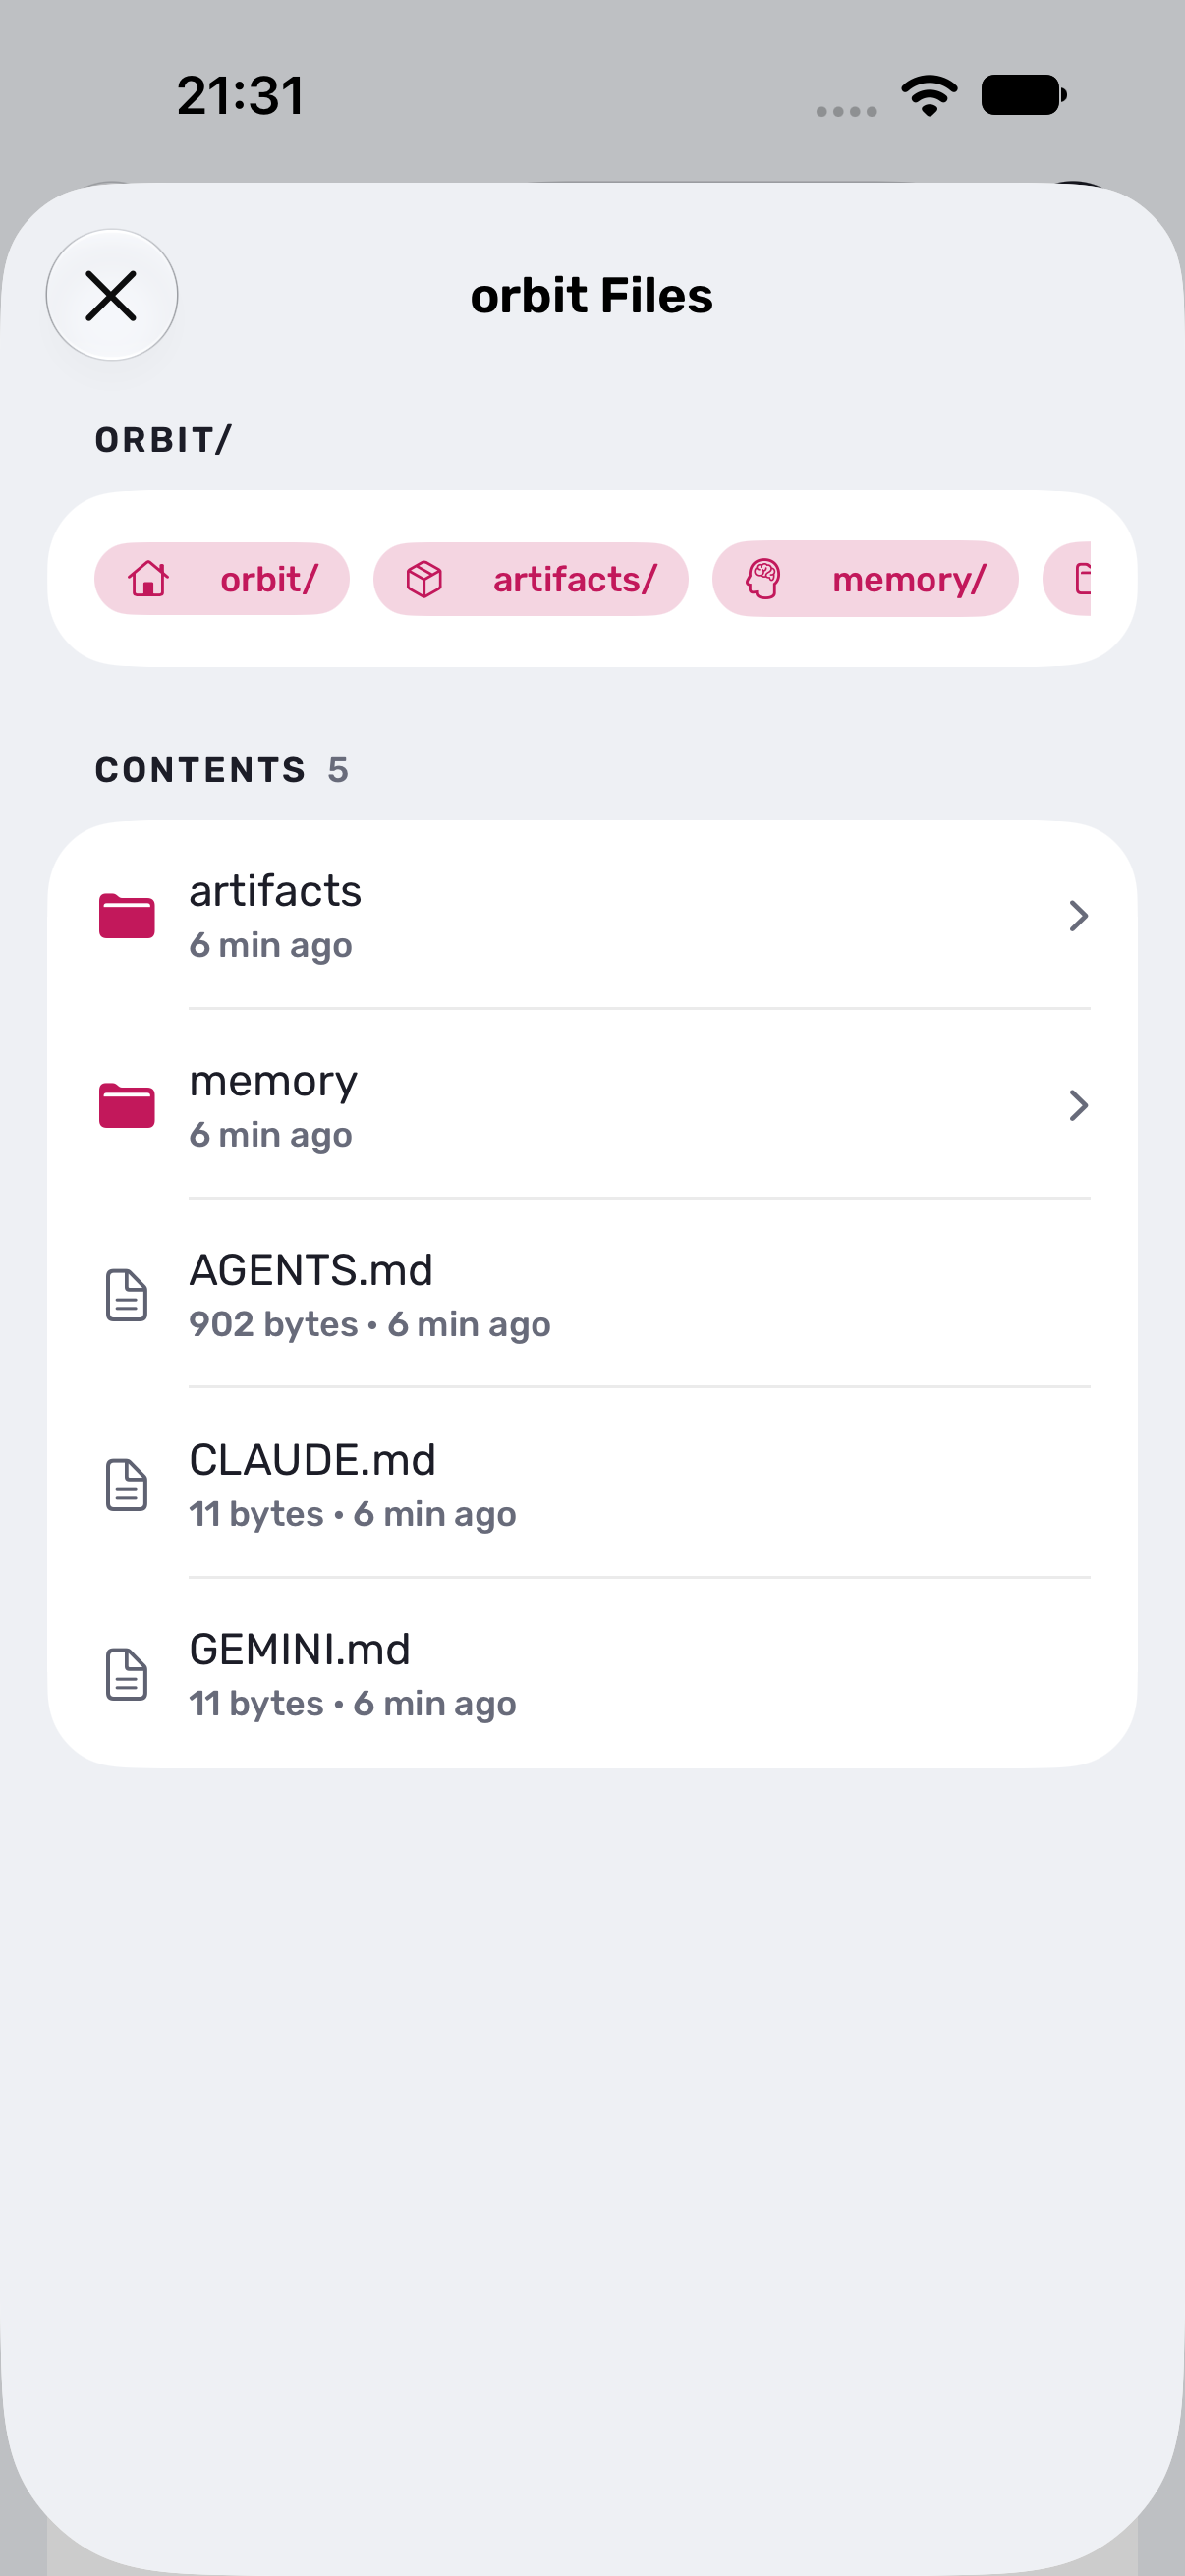 21:31
orbit Files
ORBIT/
orbit/ artifacts/ memory/
CONTENTS 5
artifacts
6 min ago
memory
6 min ago
AGENTS.md
902 bytes • 6 min ago
CLAUDE.md
11 bytes • 6 min ago
GEMINI.md
11 bytes • 6 min ago